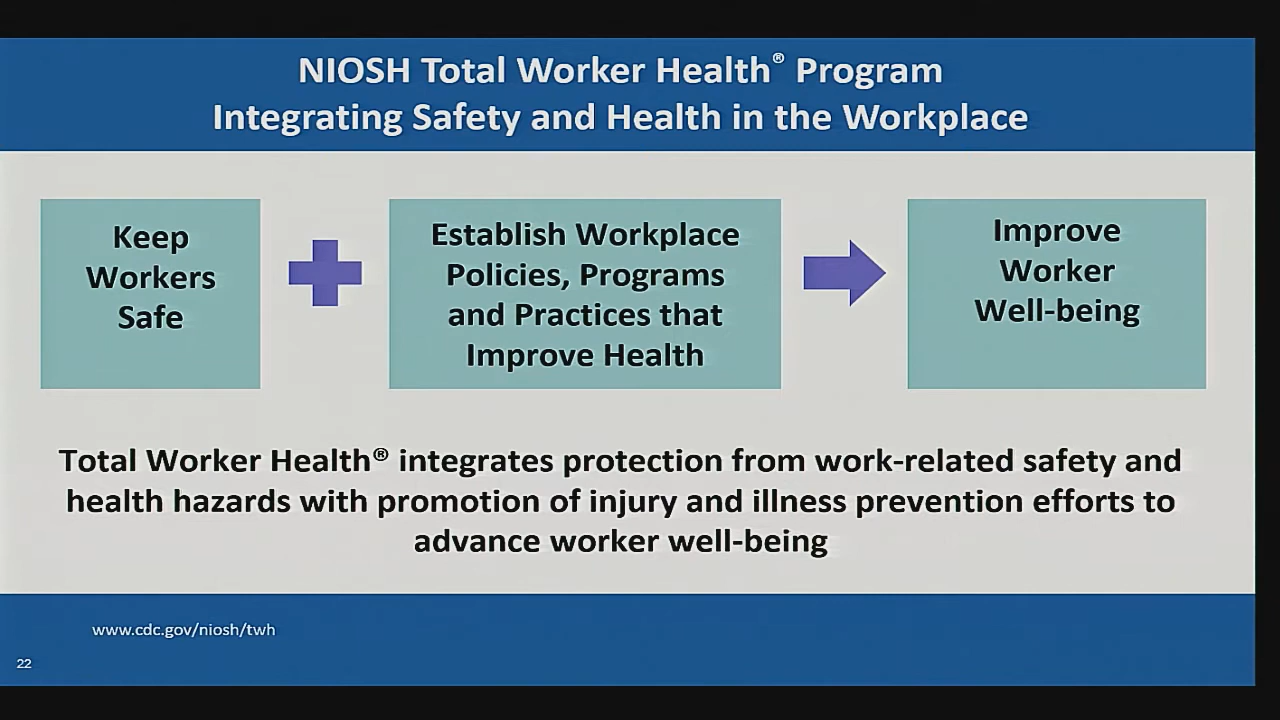 NIOSH Total Worker Health® Program
Integrating Safety and Health in the Workplace
Keep
Workers
Safe
Establish Workplace
Policies, Programs
and Practices that
Improve Health
Improve
Worker
Well-being
Total Worker Health® integrates protection from work-related safety and
health hazards with promotion of injury and illness prevention efforts to
advance worker well-being
www.cdc.gov/niosh/twh
22